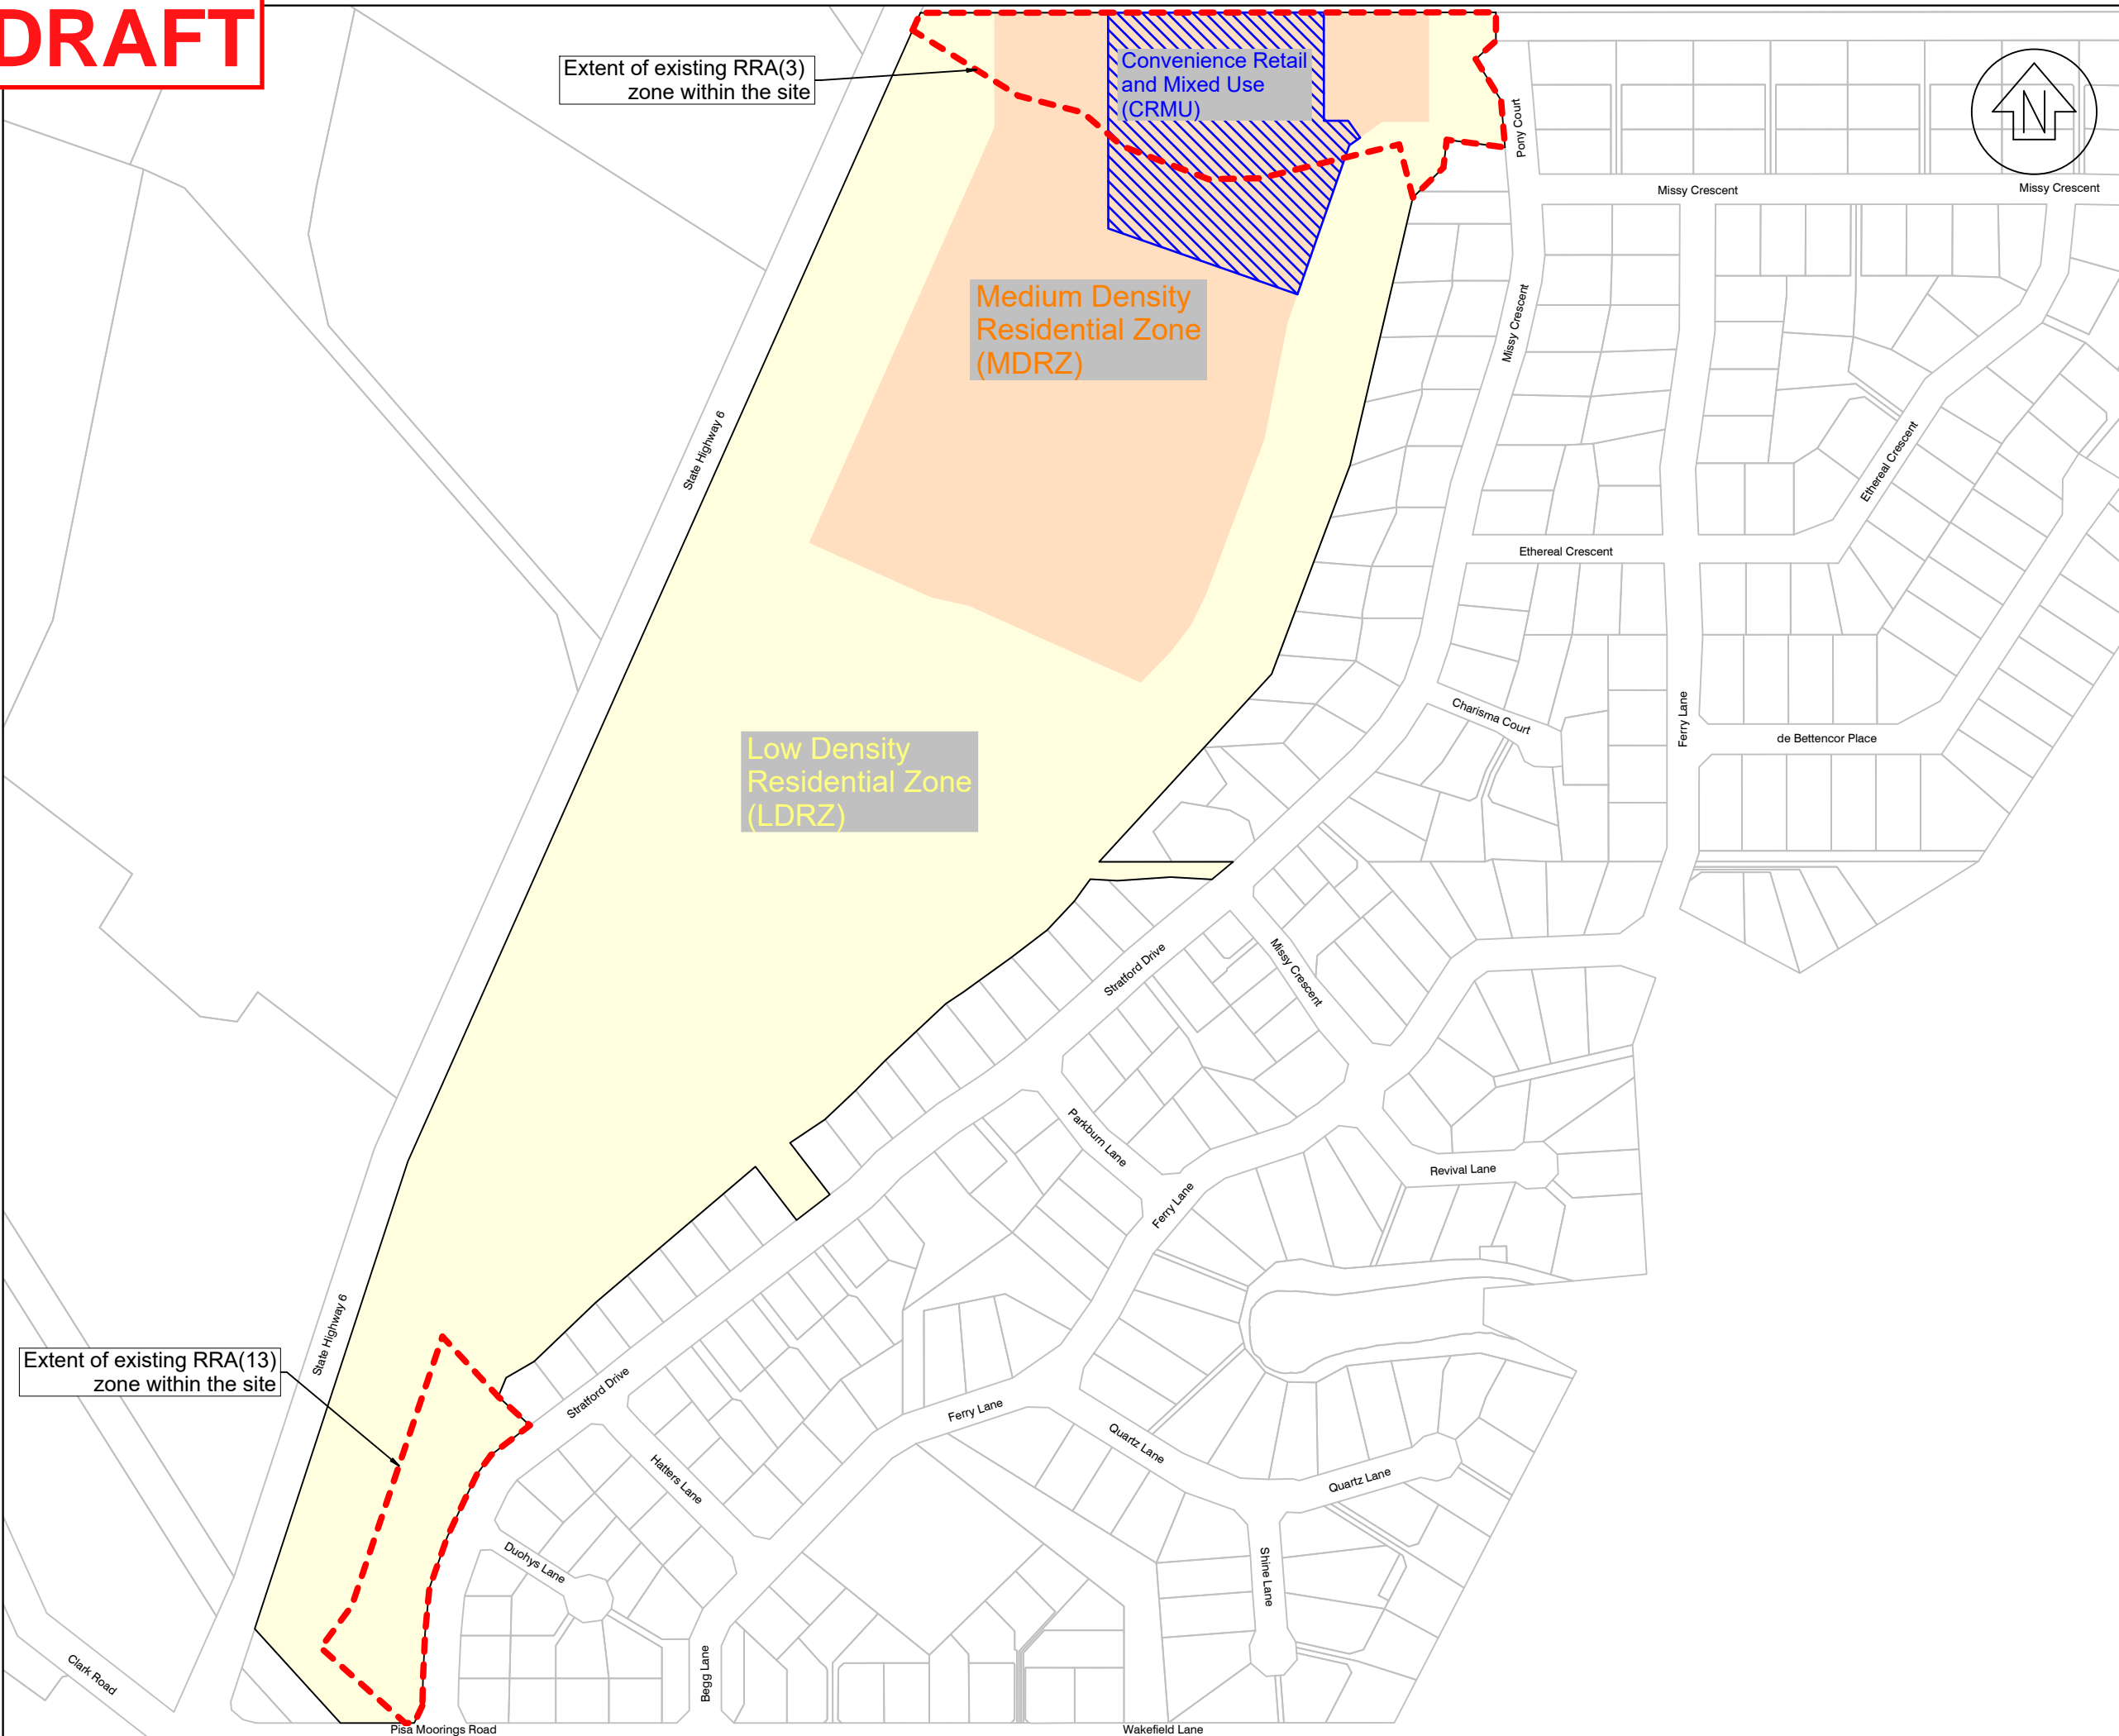 DRAFT
Extent of existing RRA(3)
zone within the site
Convenience Retail
and Mixed Use
(CRMU)
N
Pony Court
Missy Crescent
Missy Crescent
Medium Density
Residential Zone
(MDRZ)
Missy Crescent
State Highway 6
Ethereal Crescent
Ethereal Crescent
Charisma Court
Ferry Lane
de Bettencor Place
Low Density
Residential Zone
(LDRZ)
Stratford Drive
Missy Crescent
Parkburn Lane
Revival Lane
Ferry Lane
State Highway 6
Extent of existing RRA(13)
zone within the site
Stratford Drive
Ferry Lane
Quartz Lane
Quartz Lane
Hatters Lane
Duohys Lane
Shine Lane
Clark Road
Begg Lane
Pisa Moorings Road
Wakefield Lane